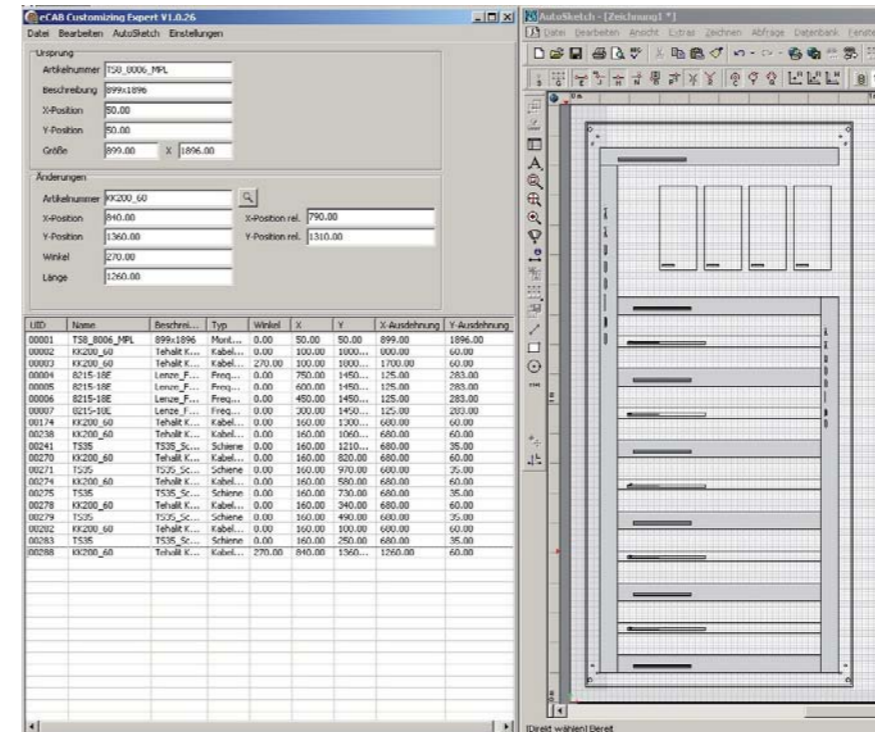 eCAB Customizing Expert V1.0.26
Datei Bearbeiten AutoSketch Einstellungen
Ursprung
Artikelnummer TS8_8006_MPL
Beschreibung 899x1896
X-Position 50.00
Y-Position 50.00
Größe 899.00 X 1896.00
Änderungen
Artikelnummer KK200_60
X-Position 840.00 X-Position rel. 790.00
Y-Position 1360.00 Y-Position rel. 1310.00
Winkel 270.00
Länge 1260.00
UID Name Beschrei... Typ Winkel X Y X-Ausdehnung Y-Ausdehnung
00001 TS8_8006_MPL 899x1896 Mont... 0.00 50.00 50.00 899.00 1896.00
00002 KK200_60 Tehalit K... Kabel... 0.00 100.00 1800... 800.00 60.00
00003 KK200_60 Tehalit K... Kabel... 270.00 100.00 1800... 1700.00 60.00
00004 8215-18E Lenze_F... Freq... 0.00 750.00 1450... 125.00 283.00
00005 8215-18E Lenze_F... Freq... 0.00 600.00 1450... 125.00 283.00
00006 8215-18E Lenze_F... Freq... 0.00 450.00 1450... 125.00 283.00
00007 8215-18E Lenze_F... Freq... 0.00 300.00 1450... 125.00 283.00
00174 KK200_60 Tehalit K... Kabel... 0.00 160.00 1300... 680.00 60.00
00238 KK200_60 Tehalit K... Kabel... 0.00 160.00 1060... 680.00 60.00
00241 TS35 TS35_Sc... Schiene 0.00 160.00 1210... 680.00 35.00
00270 KK200_60 Tehalit K... Kabel... 0.00 160.00 820.00 680.00 60.00
00271 TS35 TS35_Sc... Schiene 0.00 160.00 970.00 680.00 35.00
00274 KK200_60 Tehalit K... Kabel... 0.00 160.00 580.00 680.00 60.00
00275 TS35 TS35_Sc... Schiene 0.00 160.00 730.00 680.00 35.00
00278 KK200_60 Tehalit K... Kabel... 0.00 160.00 340.00 680.00 60.00
00279 TS35 TS35_Sc... Schiene 0.00 160.00 490.00 680.00 35.00
00282 KK200_60 Tehalit K... Kabel... 0.00 160.00 100.00 680.00 60.00
00283 TS35 TS35_Sc... Schiene 0.00 160.00 250.00 680.00 35.00
00288 KK200_60 Tehalit K... Kabel... 270.00 840.00 1360... 1260.00 60.00
AutoSketch - [Zeichnung1 *]
Datei Bearbeiten Ansicht Extras Zeichnen Abfrage Datenbank Fenste
[Direkt wählen] Bereit